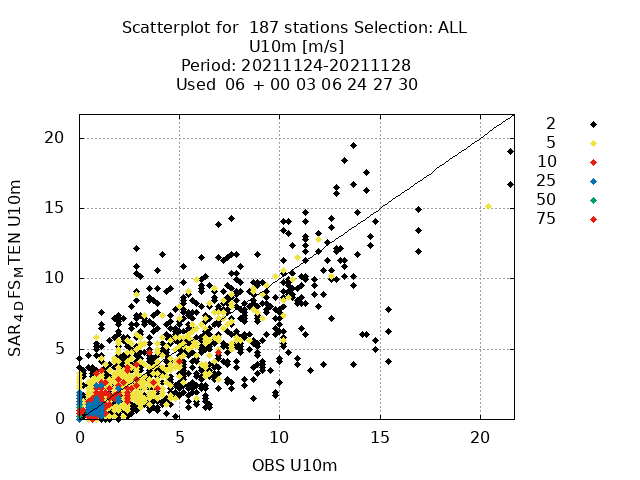 Scatterplot for 187 stations Selection: ALL
U10m [m/s]
Period: 20211124-20211128
Used 06 + 00 03 06 24 27 30
2
5
10
25
50
75
SAR4DFSMTEN U10m
20
15
10
5
0
0 5 10 15 20
OBS U10m